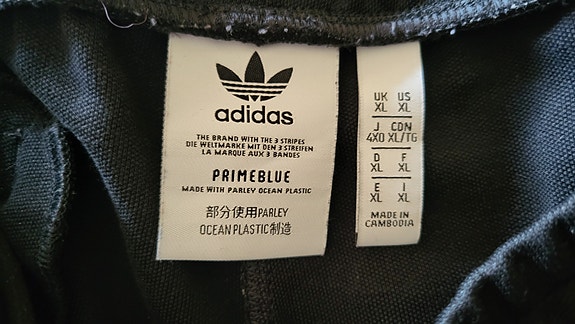 adidas
THE BRAND WITH THE 3 STRIPES
DIE WELTMARKE MIT DEN 3 STREIFEN
LA MARQUE AUX 3 BANDES
PRIMEBLUE
MADE WITH PARLEY OCEAN PLASTIC
部分使用PARLEY
OCEAN PLASTIC制造
UK US
XL XL
J CDN
4XO XL/TG
D F
XL XL
E I
XL XL
MADE IN
CAMBODIA